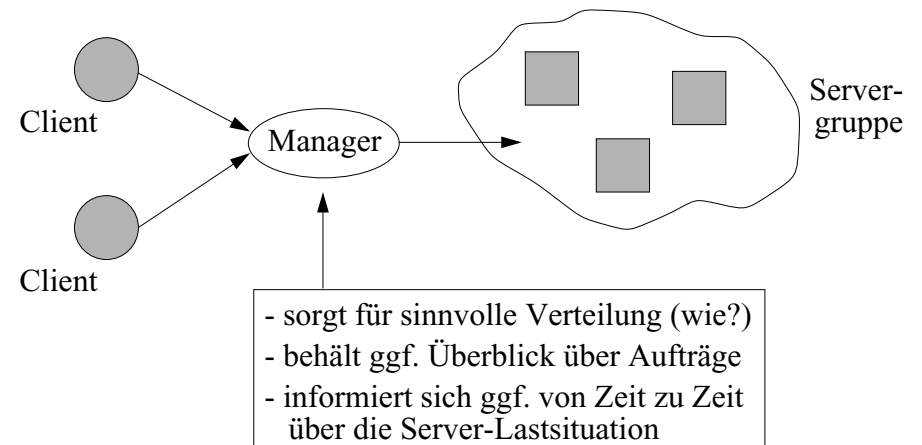 Client
Client
Manager
Server-
gruppe
- sorgt für sinnvolle Verteilung (wie?)
- behält ggf. Überblick über Aufträge
- informiert sich ggf. von Zeit zu Zeit
über die Server-Lastsituation